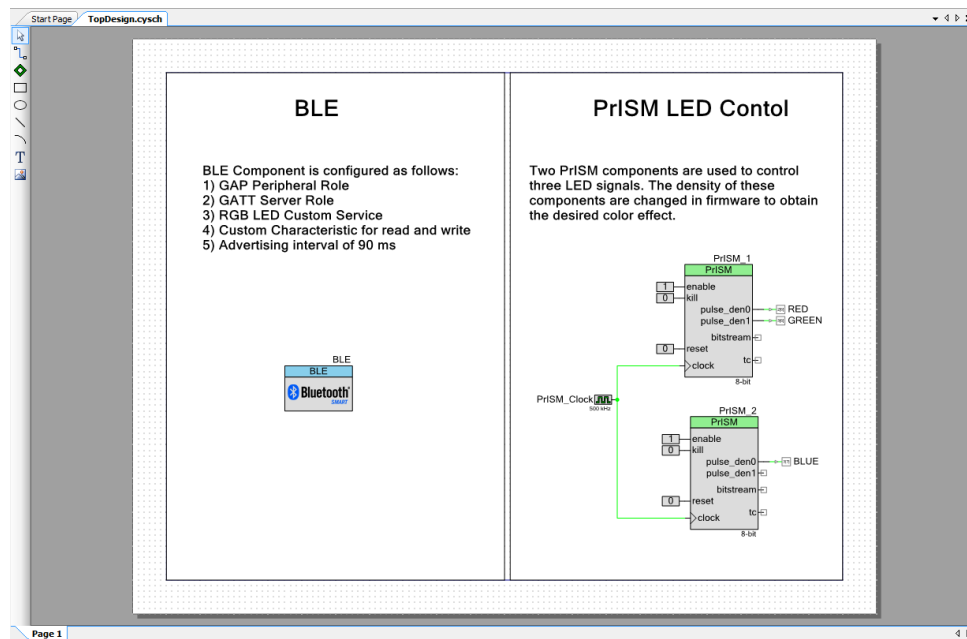 Start Page
TopDesign.cysch
BLE
BLE Component is configured as follows:
1) GAP Peripheral Role
2) GATT Server Role
3) RGB LED Custom Service
4) Custom Characteristic for read and write
5) Advertising interval of 90 ms
BLE
BLE
Bluetooth
SMART
PrISM LED Contol
Two PrISM components are used to control
three LED signals. The density of these
components are changed in firmware to obtain
the desired color effect.
PrISM_1
PrISM
1 enable
0 kill
pulse_den0 RED
pulse_den1 GREEN
bitstream
0 reset
tc
clock
8-bit
PrISM_Clock
500 kHz
PrISM_2
PrISM
1 enable
0 kill
pulse_den0 BLUE
pulse_den1
bitstream
0 reset
tc
clock
8-bit
T
Page 1